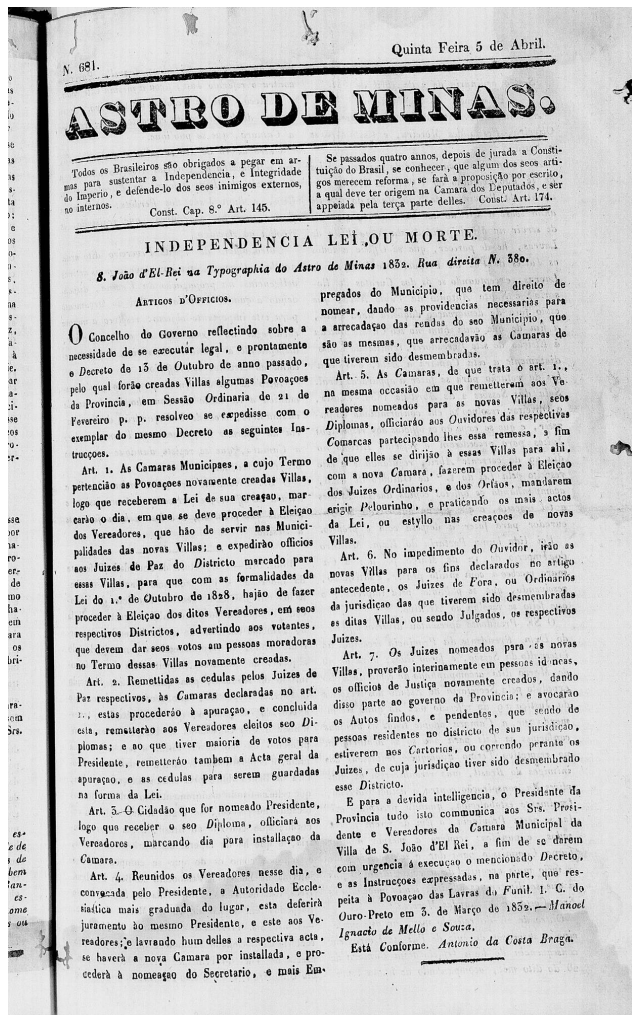 N. 681.
Quinta Feira 5 de Abril.
ASTRO DE MINAS.
Todos os Brasileiros são obrigados a pegar em ar-
mas para sustentar a Independencia, e Integridade
do Imperio, e defende-lo dos seos inimigos externos,
no internos.
Const. Cap. 8.º Art. 145.
Se passados quatro annos, depois de jurada a Consti-
tuição do Brasil, se conhecer, que algum dos seos arti-
gos merecem reforma, se fará a proposição por escrito,
a qual deve ter origem na Camara dos Deputados, e ser
appoiada pela terça parte delles. Const. Art. 174.
INDEPENDENCIA LEI OU MORTE.
S. João d'El-Rei na Typographia do Astro de Minas 1832. Rua direita N. 380.
ARTIGOS D'OFFICIOS.
O Concelho do Governo reflectindo sobre a
necessidade de se executar legal, e prontamente
o Decreto de 13 de Outubro de anno passado,
pelo qual forão creadas Villas algumas Povoaçoes
da Provincia, em Sessão Ordinaria de 21 de
Fevereiro p. p. resolveo se expedisse com o
exemplar do mesmo Decreto as seguintes Ins-
trucçoes.
Art. 1. As Camaras Municipaes, a cujo Termo
pertencião as Povoaçoes novamente creadas Villas,
logo que receberem a Lei de sua creação, mar-
carão o dia, em que se deve proceder à Eleiçao
dos Vereadores, que hão de servir nas Munici-
palidades das novas Villas; e expedirão officios
aos Juizes de Paz do Districto marcado para
essas Villas, para que com as formalidades da
Lei do 1.º de Outubro de 1828, hajão de fazer
proceder à Eleiçao dos ditos Vereadores, em seos
respectivos Districtos, advertindo aos votantes,
que devem dar seos votos am pessoas moradoras
no Termo dessas Villas novamente creadas.
Art. 2. Remettidas as cedulas pelos Juizes de
Paz respectivos, às Camaras declaradas no art.
1., estas procederão à apuração, e concluida
esta, remetterão aos Vereadores eleitos seo Di-
plomas; e ao que tiver maioria de votos para
Presidente, remetterão tambem a Acta geral da
apuraçao, e as cedulas para serem guardadas
na forma da Lei.
Art. 3. O Cidadão que for nomeado Presidente,
logo que receber o seo Diploma, officiará aos
Vereadores, marcando dia para installaçao da
Camara.
Art. 4. Reunidos os Vereadores nesse dia, e
convocada pelo Presidente, a Autoridade Eccle-
siastica mais graduada do lugar, esta deferirá
juramento ao mesmo Presidente, e este aos Ve-
readores; e lavrando hum delles a respectiva acta,
se haverà a nova Camara por installada, e pro-
cederà à nomeaçao do Secretario, e mais Em-
pregados do Municipio, que tem direito de
nomear, dando as providencias necessarias para
a arrecadaçao das rendas do seo Municipio, que
são as mesmas, que arrecadavão as Camaras de
que tiverem sido desmembradas.
Art. 5. As Camaras, de que trata o art. 1.,
na mesma occasião em que remetterem aos Ve-
readores nomeados para as novas Villas, seos
Diplomas, officiarão aos Ouvidores das respectivas
Comarcas partecipando lhes essa remessa, a fim
de que elles se dirijão à essas Villas para ahi,
com a nova Camara, fazerem proceder à Eleição
dos Juizes Ordinarios, e dos Orfãos, mandarem
erigir Pelourinho, e praticando os mais actos
da Lei, ou estyllo nas creaçoes de novas
Villas.
Art. 6. No impedimento do Ouvidor, irão as
novas Villas para os fins declarados no artigo
antecedente, os Juizes de Fora, ou Ordinarios
da jurisdiçao das que tiverem sido desmembradas
as ditas Villas, ou sendo Julgados, os respectivos
Juizes.
Art. 7. Os Juizes nomeados para as novas
Villas, proverão interinamente em pessoas idoneas,
os officios de Justiça novamente creados, dando
disso parte ao governo da Provincia; e avocarão
os Autos findos, e pendentes, que sendo de
pessoas residentes no districto de sua jurisdição,
estiverem nos Cartorios, ou correndo perante os
Juizes, de cuja jurisdiçao tiver sido desmembrado
esse Districto.
E para a devida intelligencia, o Presidente da
Provincia tudo isto communica aos Srs. Presi-
dente e Vereadores da Camara Municipal da
Villa de S. João d'El Rei, a fim de se darem
com urgencia á execuçao o mencionado Decreto,
e as Instrucçoes expressadas, na parte, que res-
peita à Povoaçao das Lavras do Funil. I. C. do
Ouro-Preto em 3. de Março de 1832.—Manoel
Ignacio de Mello e Souza.
Está Conforme. Antonio da Costa Braga.